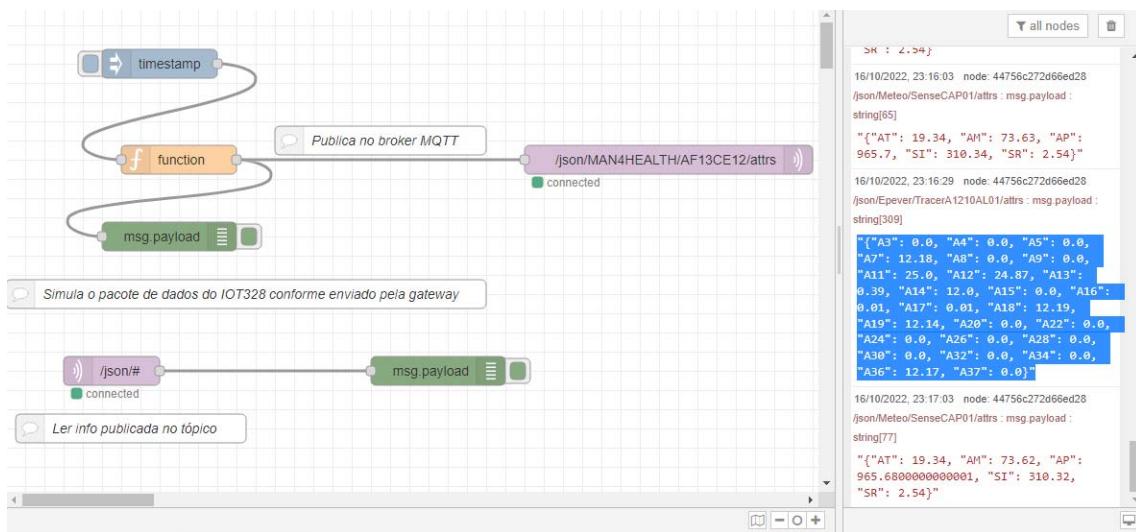 timestamp
Publica no broker MQTT
function
/json/MAN4HEALTH/AF13CE12/attrs
connected
msg.payload
Simula o pacote de dados do IOT328 conforme enviado pela gateway
/json/#
msg.payload
connected
Ler info publicada no tópico
all nodes
SR": 2.54}"
16/10/2022, 23:16:03 node: 44756c272d66ed28
/json/Meteo/SenseCAP01/attrs : msg.payload :
string[65]
"{"AT": 19.34, "AM": 73.63, "AP":
965.7, "SI": 310.34, "SR": 2.54}"
16/10/2022, 23:16:29 node: 44756c272d66ed28
/json/Epever/TracerA1210AL01/attrs : msg.payload :
string[309]
"{"A3": 0.0, "A4": 0.0, "A5": 0.0,
"A7": 12.18, "A8": 0.0, "A9": 0.0,
"A11": 25.0, "A12": 24.87, "A13":
0.39, "A14": 12.0, "A15": 0.0, "A16":
0.01, "A17": 0.01, "A18": 12.19,
"A19": 12.14, "A20": 0.0, "A22": 0.0,
"A24": 0.0, "A26": 0.0, "A28": 0.0,
"A30": 0.0, "A32": 0.0, "A34": 0.0,
"A36": 12.17, "A37": 0.0}"
16/10/2022, 23:17:03 node: 44756c272d66ed28
/json/Meteo/SenseCAP01/attrs : msg.payload :
string[77]
"{"AT": 19.34, "AM": 73.62, "AP":
965.6800000000001, "SI": 310.32,
"SR": 2.54}"